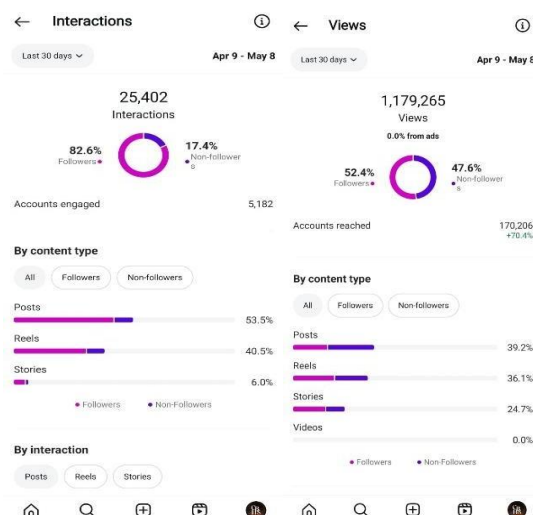 Interactions
Last 30 days
Apr 9 - May 8
25,402
Interactions
82.6%
Followers
17.4%
Non-follower
s
Accounts engaged 5,182
By content type
All Followers Non-followers
Posts
53.5%
Reels
40.5%
Stories
6.0%
Followers Non-Followers
By interaction
Posts Reels Stories
Views
Last 30 days
Apr 9 - May 8
1,179,265
Views
0.0% from ads
52.4%
Followers
47.6%
Non-follower
s
Accounts reached 170,206
+70.4%
By content type
All Followers Non-followers
Posts
39.2%
Reels
36.1%
Stories
24.7%
Videos
0.0%
Followers Non-Followers